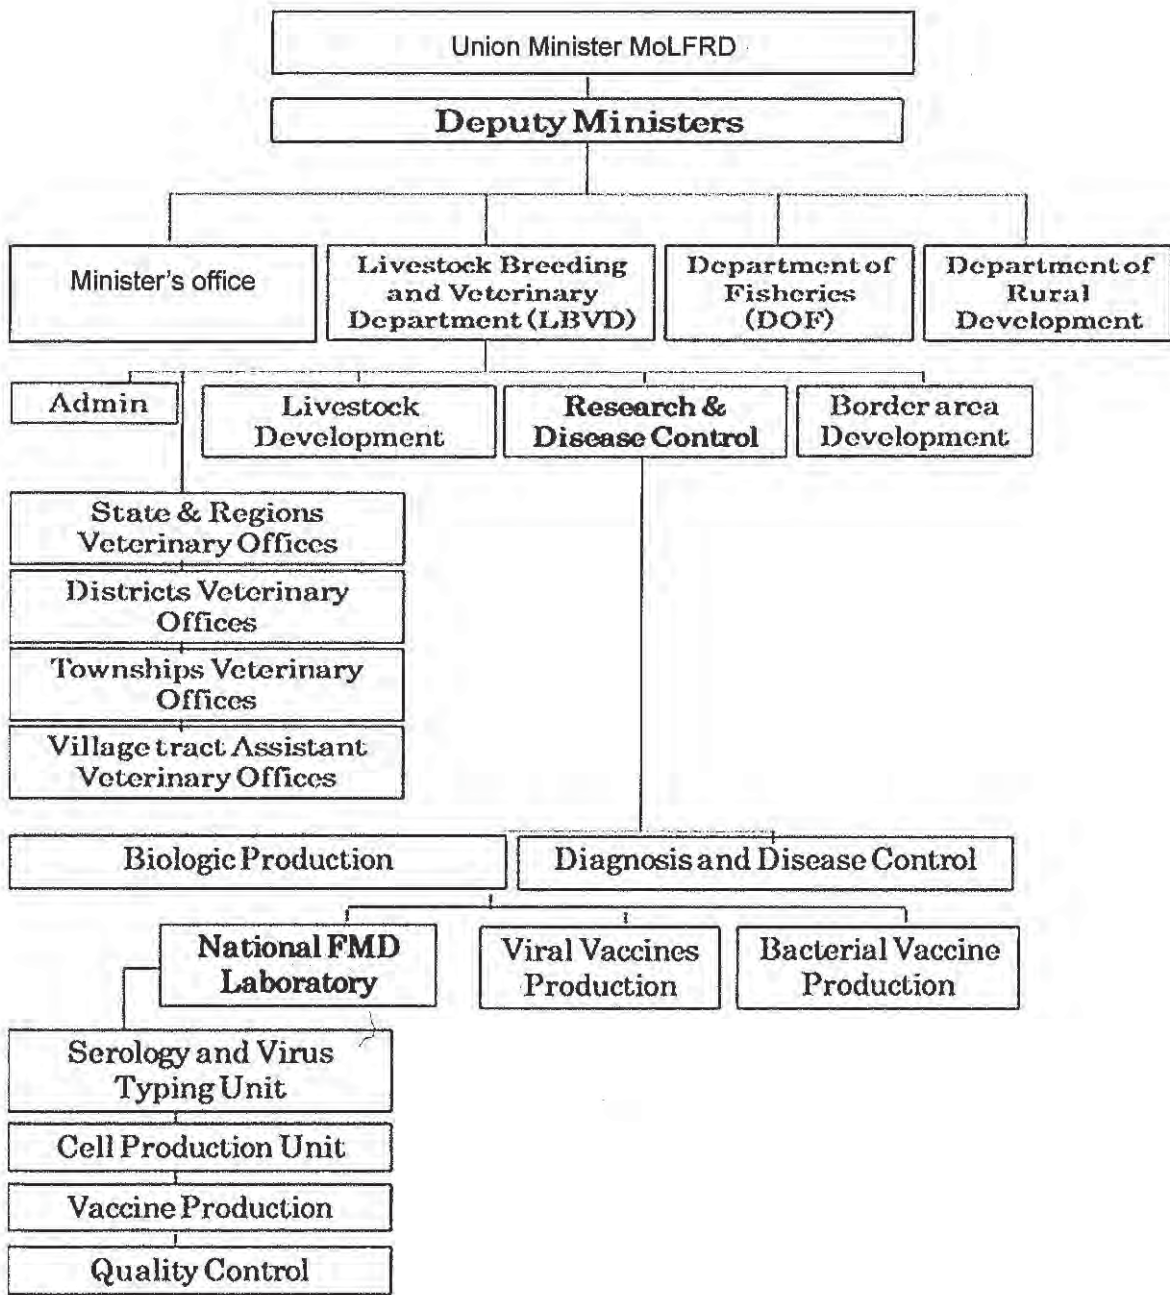 Union Minister MoLFRD
Deputy Ministers
Minister's office
Livestock Breeding
and Veterinary
Department (LBVD)
Department of
Fisheries
(DOF)
Department of
Rural
Development
Admin
Livestock
Development
Research &
Disease Control
Border area
Development
State & Regions
Veterinary Offices
Districts Veterinary
Offices
Townships Veterinary
Offices
Village tract Assistant
Veterinary Offices
Biologic Production
Diagnosis and Disease Control
National FMD
Laboratory
Viral Vaccines
Production
Bacterial Vaccine
Production
Serology and Virus
Typing Unit
Cell Production Unit
Vaccine Production
Quality Control